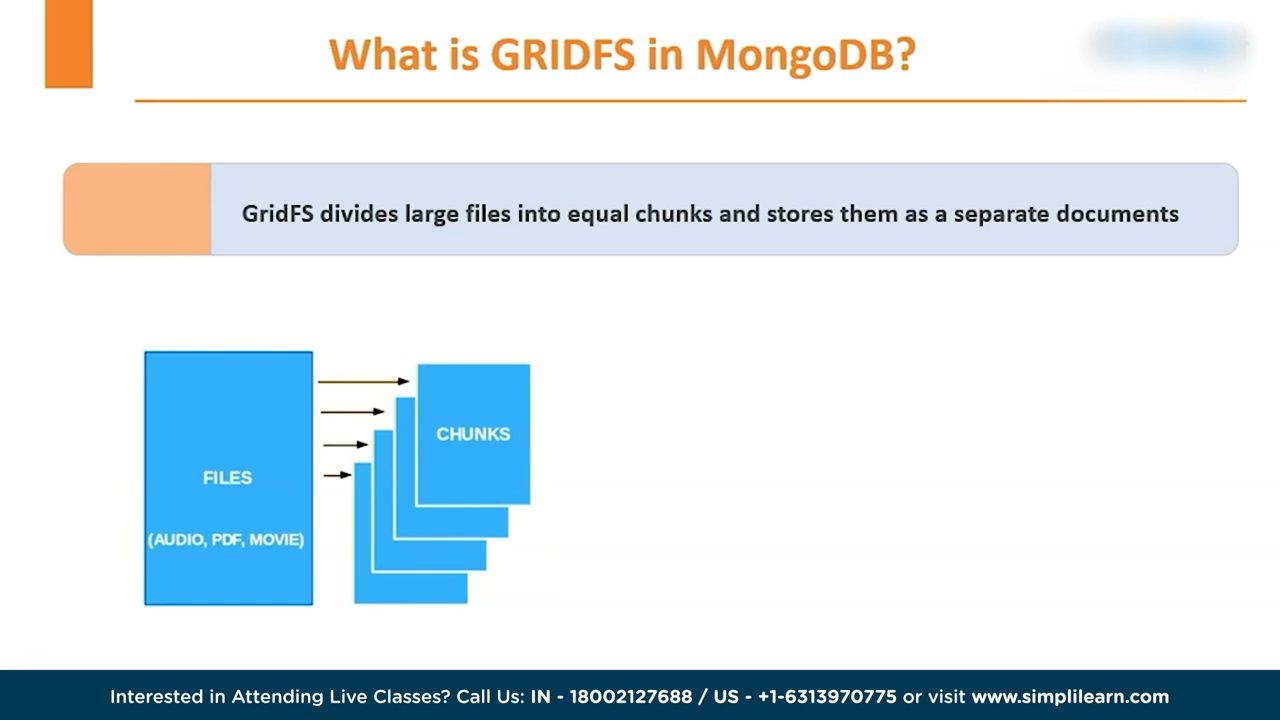 What is GRIDFS in MongoDB?
GridFS divides large files into equal chunks and stores them as a separate documents
FILES
(AUDIO, PDF, MOVIE)
CHUNKS
Interested in Attending Live Classes? Call Us: IN - 18002127688 / US - +1-6313970775 or visit www.simplilearn.com